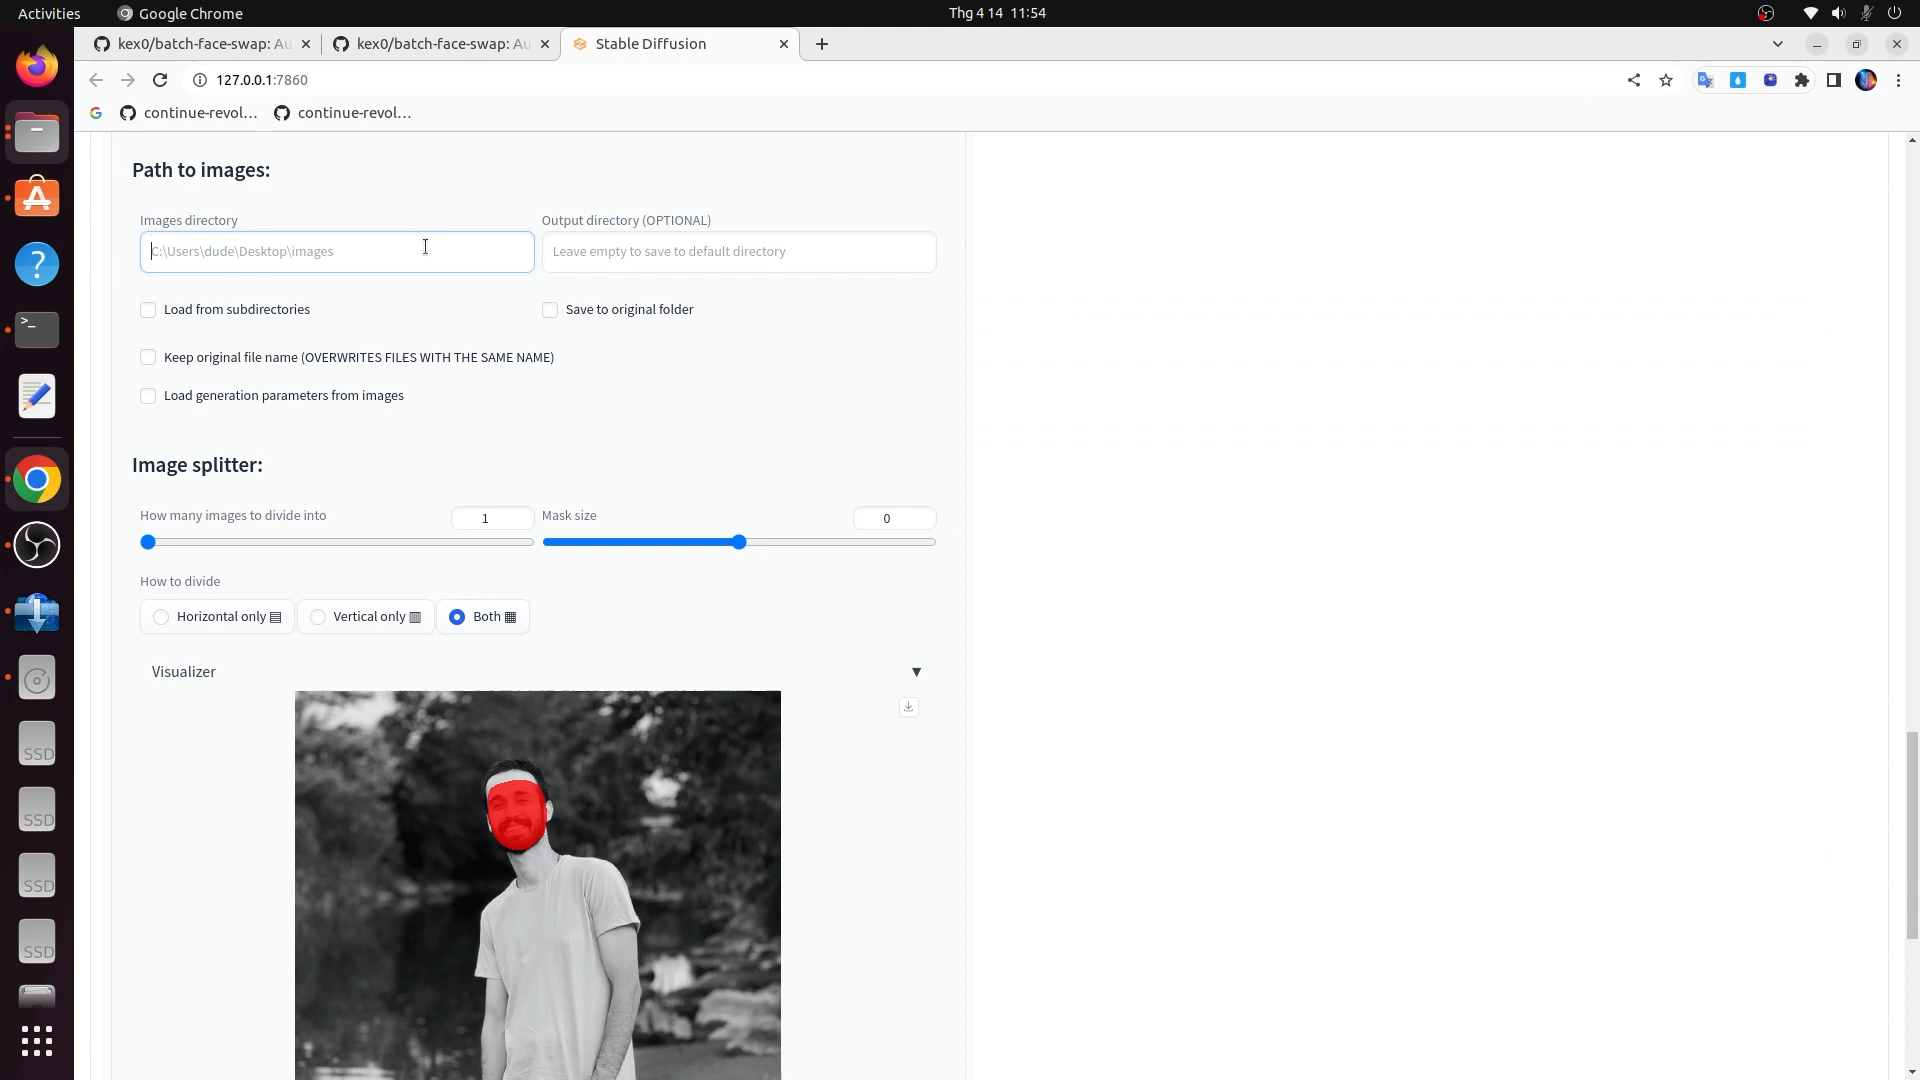 Activities
Google Chrome
Thg 4 14 11:54
kex0/batch-face-swap: Au
kex0/batch-face-swap: Au
Stable Diffusion
127.0.0.1:7860
continue-revol...
continue-revol...
Path to images:
Images directory
Output directory (OPTIONAL)
C:\Users\dude\Desktop\images
Leave empty to save to default directory
Load from subdirectories
Save to original folder
Keep original file name (OVERWRITES FILES WITH THE SAME NAME)
Load generation parameters from images
Image splitter:
How many images to divide into
1
Mask size
0
How to divide
Horizontal only
Vertical only
Both
Visualizer
SSD
SSD
SSD
SSD